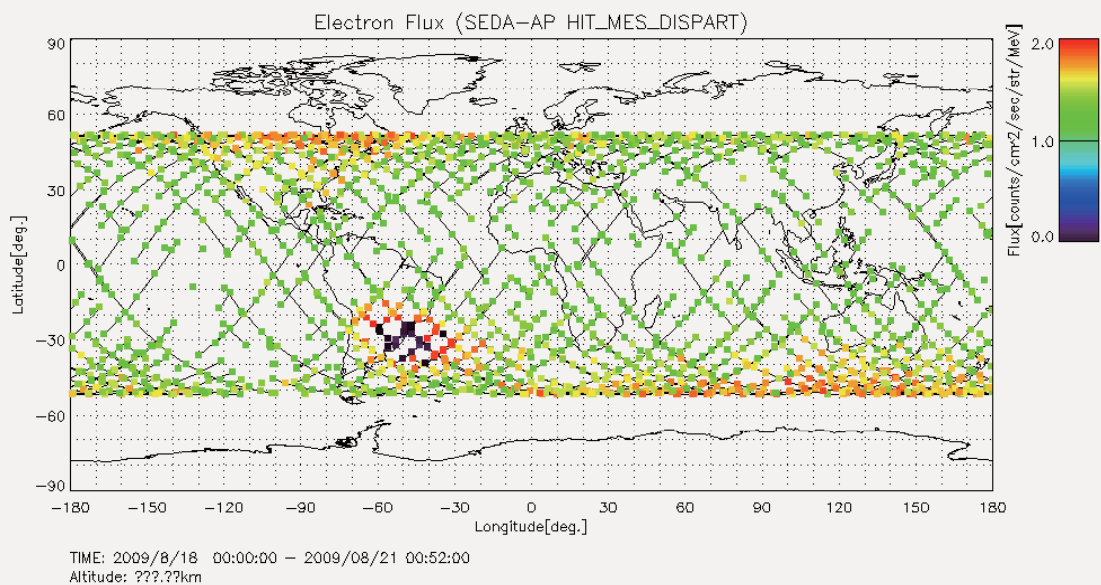 Electron Flux (SEDA-AP HIT_MES_DISPART)
90
60
30
0
-30
-60
-90
Latitude[deg.]
-180 -150 -120 -90 -60 -30 0 30 60 90 120 150 180
Longitude[deg.]
2.0
1.0
0.0
Flux[counts/cm^2/sec/str/MeV]
TIME: 2009/8/18 00:00:00 - 2009/08/21 00:52:00
Altitude: ???.??km